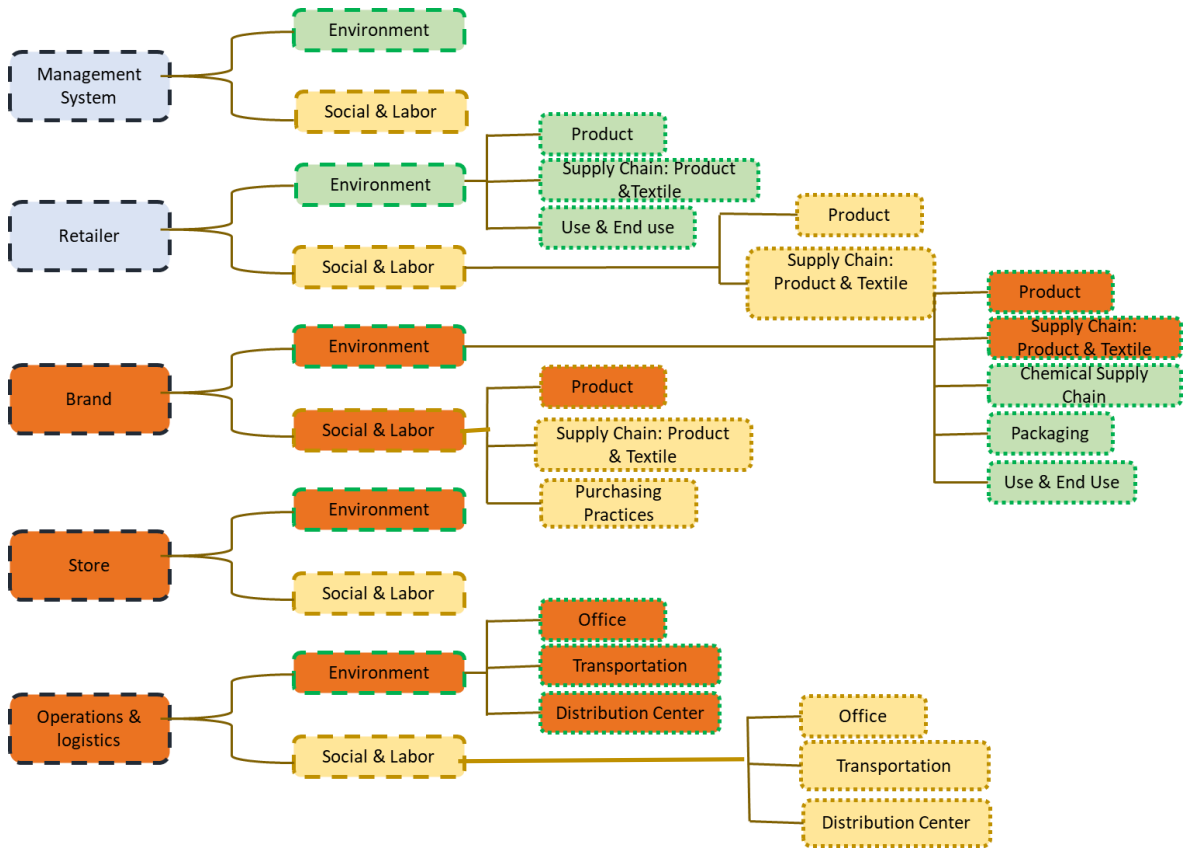 Management
System
Environment
Social & Labor
Retailer
Environment
Product
Supply Chain: Product
&Textile
Use & End use
Social & Labor
Product
Supply Chain:
Product & Textile
Brand
Environment
Product
Supply Chain:
Product & Textile
Chemical Supply
Chain
Packaging
Use & End Use
Social & Labor
Product
Supply Chain: Product
& Textile
Purchasing
Practices
Store
Environment
Social & Labor
Operations &
logistics
Environment
Office
Transportation
Distribution Center
Social & Labor
Office
Transportation
Distribution Center